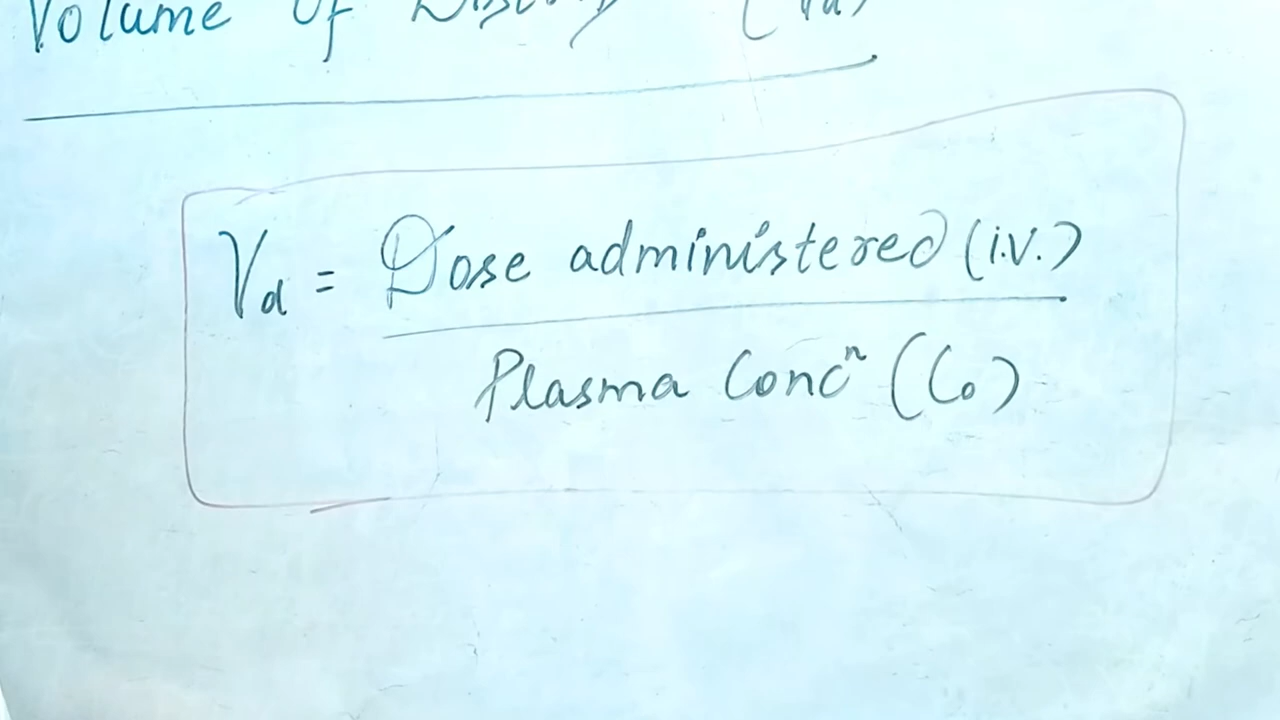 Volume Of
Vd = Dose administered (i.v.)
Plasma Concⁿ (C₀)